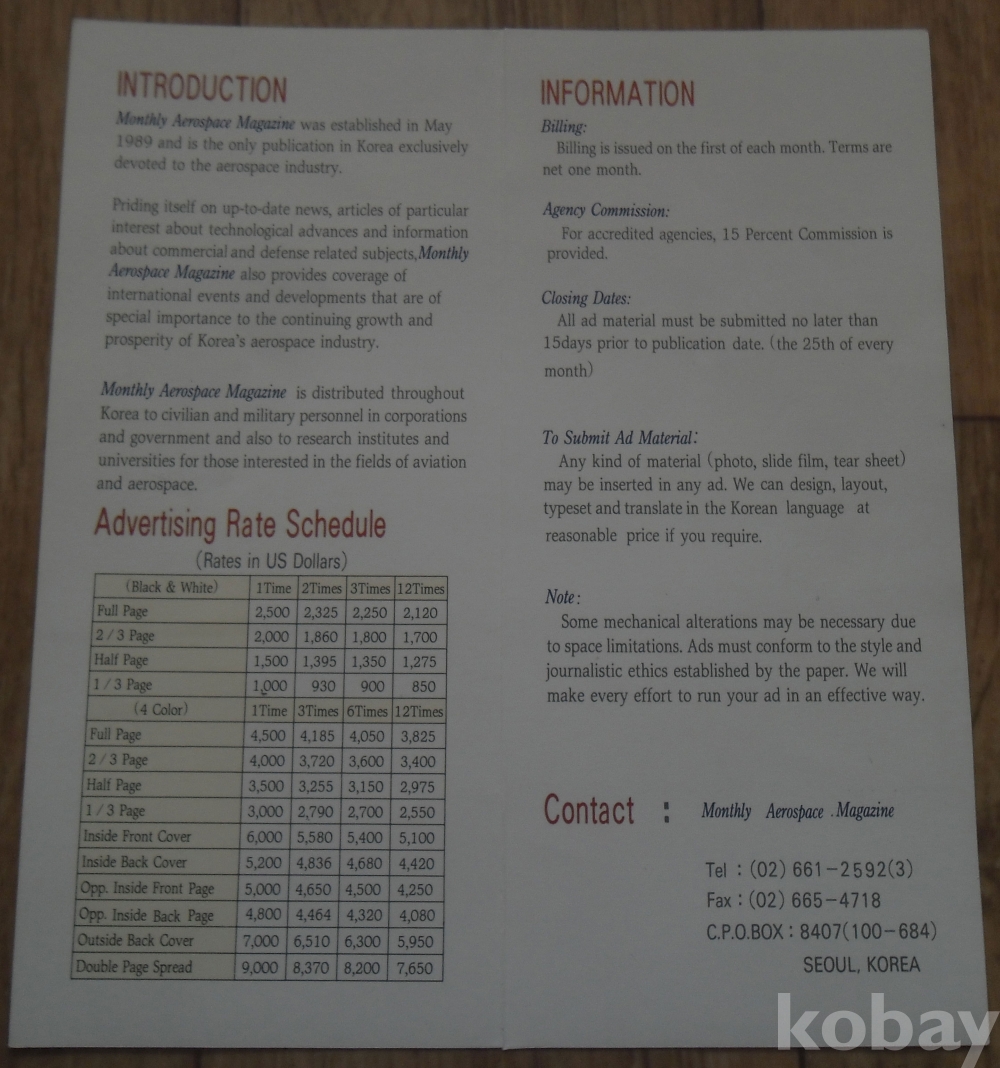 INTRODUCTION
Monthly Aerospace Magazine was established in May
1989 and is the only publication in Korea exclusively
devoted to the aerospace industry.
Priding itself on up-to-date news, articles of particular
interest about technological advances and information
about commercial and defense related subjects,Monthly
Aerospace Magazine also provides coverage of
international events and developments that are of
special importance to the continuing growth and
prosperity of Korea's aerospace industry.
Monthly Aerospace Magazine is distributed throughout
Korea to civilian and military personnel in corporations
and government and also to research institutes and
universities for those interested in the fields of aviation
and aerospace.
Advertising Rate Schedule
(Rates in US Dollars)
(Black & White) 1Time 2Times 3Times 12Times
Full Page 2,500 2,325 2,250 2,120
2/3 Page 2,000 1,860 1,800 1,700
Half Page 1,500 1,395 1,350 1,275
1/3 Page 1,000 930 900 850
(4 Color) 1Time 3Times 6Times 12Times
Full Page 4,500 4,185 4,050 3,825
2/3 Page 4,000 3,720 3,600 3,400
Half Page 3,500 3,255 3,150 2,975
1/3 Page 3,000 2,790 2,700 2,550
Inside Front Cover 6,000 5,580 5,400 5,100
Inside Back Cover 5,200 4,836 4,680 4,420
Opp. Inside Front Page 5,000 4,650 4,500 4,250
Opp. Inside Back Page 4,800 4,464 4,320 4,080
Outside Back Cover 7,000 6,510 6,300 5,950
Double Page Spread 9,000 8,370 8,200 7,650
INFORMATION
Billing:
Billing is issued on the first of each month. Terms are
net one month.
Agency Commission:
For accredited agencies, 15 Percent Commission is
provided.
Closing Dates:
All ad material must be submitted no later than
15days prior to publication date. (the 25th of every
month)
To Submit Ad Material:
Any kind of material (photo, slide film, tear sheet)
may be inserted in any ad. We can design, layout,
typeset and translate in the Korean language at
reasonable price if you require.
Note:
Some mechanical alterations may be necessary due
to space limitations. Ads must conform to the style and
journalistic ethics established by the paper. We will
make every effort to run your ad in an effective way.
Contact : Monthly Aerospace .Magazine
Tel : (02) 661-2592(3)
Fax : (02) 665-4718
C.P.O.BOX : 8407(100-684)
SEOUL, KOREA
kobay